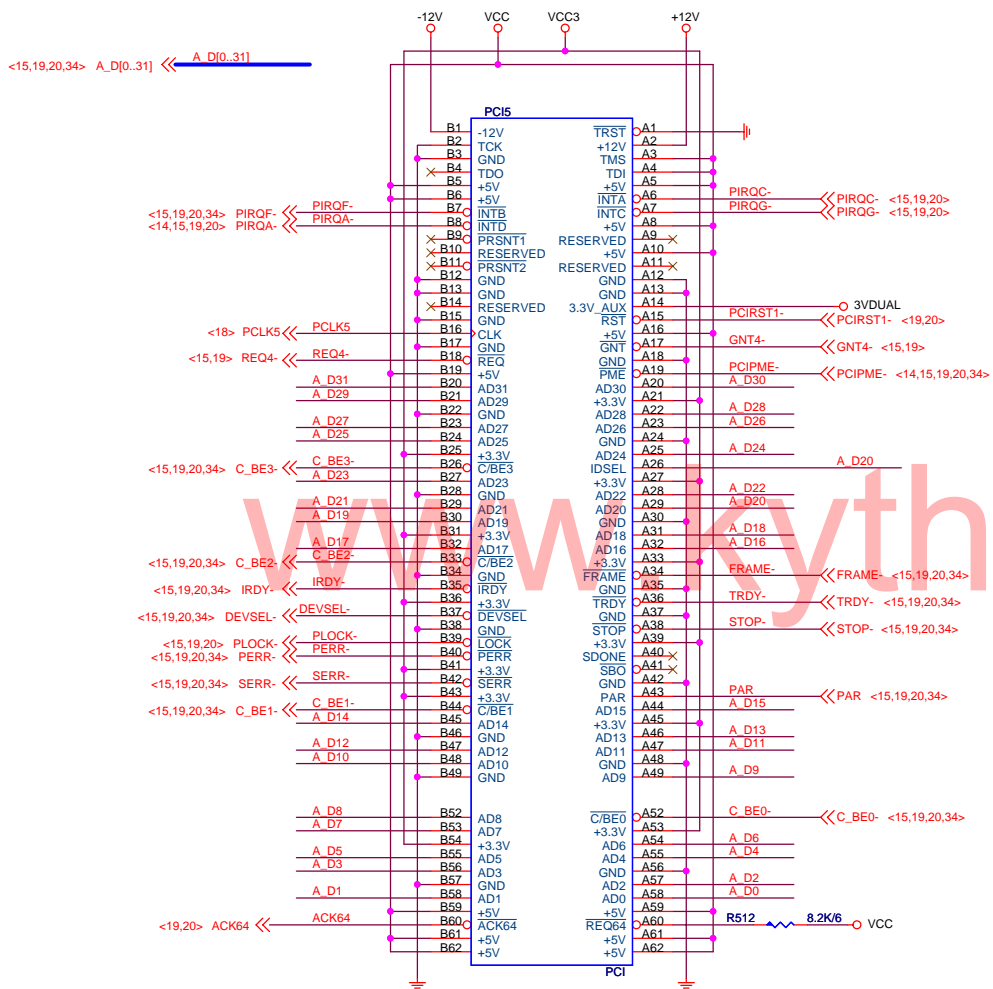 -12V VCC VCC3 +12V
<15,19,20,34> A_D[0..31] A_D[0..31]
PCI5
B1 -12V TRST A1
B2 TCK +12V A2
B3 GND TMS A3
B4 TDO TDI A4
B5 +5V +5V A5
B6 +5V INTA A6 PIRQC- PIRQC- <15,19,20>
<15,19,20,34> PIRQF- PIRQF- B7 INTB INTC A7 PIRQG- PIRQG- <15,19,20>
<14,15,19,20> PIRQA- PIRQA- B8 INTD +5V A8
B9 PRSNT1 RESERVED A9
B10 RESERVED +5V A10
B11 PRSNT2 RESERVED A11
B12 GND GND A12
B13 GND GND A13
B14 RESERVED 3.3V_AUX A14 3VDUAL
B15 GND RST A15 PCIRST1- PCIRST1- <19,20>
<18> PCLK5 PCLK5 B16 CLK +5V A16
B17 GND GNT A17 GNT4- GNT4- <15,19>
<15,19> REQ4- REQ4- B18 REQ GND A18
B19 +5V PME A19 PCIPME- PCIPME- <14,15,19,20,34>
A_D31 B20 AD31 AD30 A20 A_D30
A_D29 B21 AD29 +3.3V A21
B22 GND AD28 A22 A_D28
A_D27 B23 AD27 AD26 A23 A_D26
A_D25 B24 AD25 GND A24
B25 +3.3V AD24 A25 A_D24
<15,19,20,34> C_BE3- C_BE3- B26 C/BE3 IDSEL A26 A_D20
A_D23 B27 AD23 +3.3V A27
B28 GND AD22 A28 A_D22
A_D21 B29 AD21 AD20 A29 A_D20
A_D19 B30 AD19 GND A30
B31 +3.3V AD18 A31 A_D18
A_D17 B32 AD17 AD16 A32 A_D16
<15,19,20,34> C_BE2- C_BE2- B33 C/BE2 +3.3V A33
B34 GND FRAME A34 FRAME- FRAME- <15,19,20,34>
<15,19,20,34> IRDY- IRDY- B35 IRDY GND A35
B36 +3.3V TRDY A36 TRDY- TRDY- <15,19,20,34>
<15,19,20,34> DEVSEL- DEVSEL- B37 DEVSEL GND A37
B38 GND STOP A38 STOP- STOP- <15,19,20,34>
<15,19,20> PLOCK- PLOCK- B39 LOCK +3.3V A39
<15,19,20,34> PERR- PERR- B40 PERR SDONE A40
B41 +3.3V SBO A41
<15,19,20,34> SERR- SERR- B42 SERR GND A42
B43 +3.3V PAR A43 PAR PAR <15,19,20,34>
<15,19,20,34> C_BE1- C_BE1- B44 C/BE1 AD15 A44 A_D15
A_D14 B45 AD14 +3.3V A45
B46 GND AD13 A46 A_D13
A_D12 B47 AD12 AD11 A47 A_D11
A_D10 B48 AD10 GND A48
B49 GND AD9 A49 A_D9
A_D8 B52 AD8 C/BE0 A52 C_BE0- C_BE0- <15,19,20,34>
A_D7 B53 AD7 +3.3V A53
B54 +3.3V AD6 A54 A_D6
A_D5 B55 AD5 AD4 A55 A_D4
A_D3 B56 AD3 GND A56
B57 GND AD2 A57 A_D2
A_D1 B58 AD1 AD0 A58 A_D0
B59 +5V +5V A59
<19,20> ACK64 ACK64 B60 ACK64 REQ64 A60 R512 8.2K/6 VCC
B61 +5V +5V A61
B62 +5V +5V A62
PCI
www.kyth